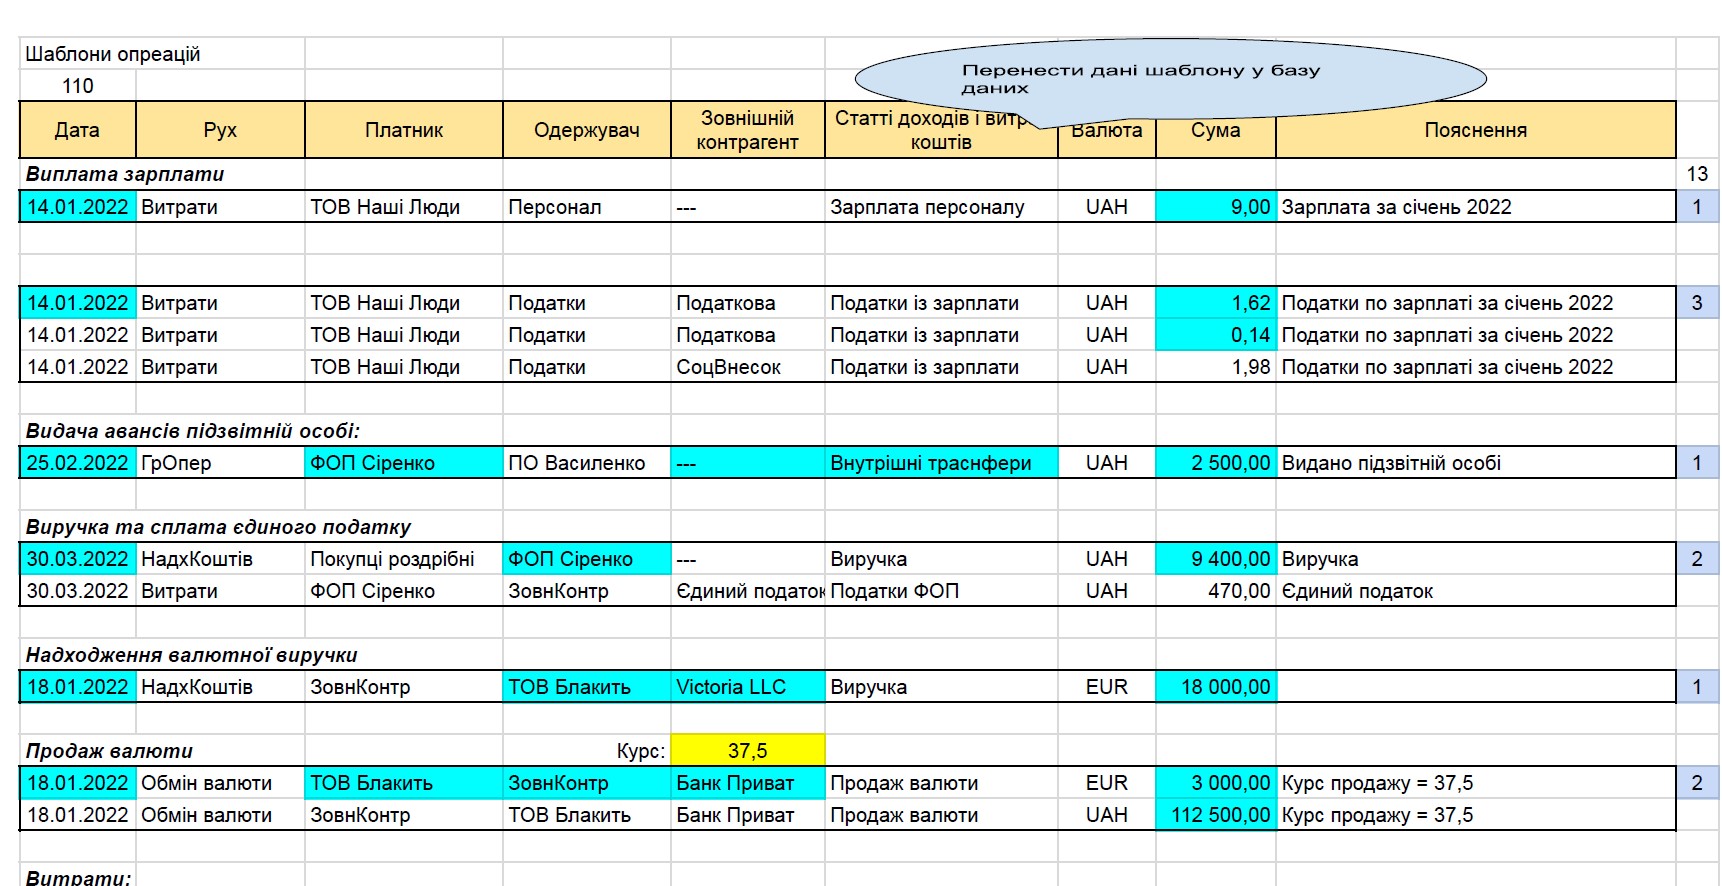 Шаблони опреацій
Перенести дані шаблону у базу
даних
110
Дата Рух Платник Одержувач Зовнішній контрагент Статті доходів і витр коштів Валюта Сума Пояснення
Виплата зарплати 13
14.01.2022 Витрати ТОВ Наші Люди Персонал --- Зарплата персоналу UAH 9,00 Зарплата за січень 2022 1
14.01.2022 Витрати ТОВ Наші Люди Податки Податкова Податки із зарплати UAH 1,62 Податки по зарплаті за січень 2022 3
14.01.2022 Витрати ТОВ Наші Люди Податки Податкова Податки із зарплати UAH 0,14 Податки по зарплаті за січень 2022
14.01.2022 Витрати ТОВ Наші Люди Податки СоцВнесок Податки із зарплати UAH 1,98 Податки по зарплаті за січень 2022
Видача авансів підзвітній особі:
25.02.2022 ГрОпер ФОП Сіренко ПО Василенко --- Внутрішні траснфери UAH 2 500,00 Видано підзвітній особі 1
Виручка та сплата єдиного податку
30.03.2022 НадхКоштів Покупці роздрібні ФОП Сіренко --- Виручка UAH 9 400,00 Виручка 2
30.03.2022 Витрати ФОП Сіренко ЗовнКонтр Єдиний податок Податки ФОП UAH 470,00 Єдиний податок
Надходження валютної виручки
18.01.2022 НадхКоштів ЗовнКонтр ТОВ Блакить Victoria LLC Виручка EUR 18 000,00 1
Продаж валюти Курс: 37,5
18.01.2022 Обмін валюти ТОВ Блакить ЗовнКонтр Банк Приват Продаж валюти EUR 3 000,00 Курс продажу = 37,5 2
18.01.2022 Обмін валюти ЗовнКонтр ТОВ Блакить Банк Приват Продаж валюти UAH 112 500,00 Курс продажу = 37,5
Витрати: